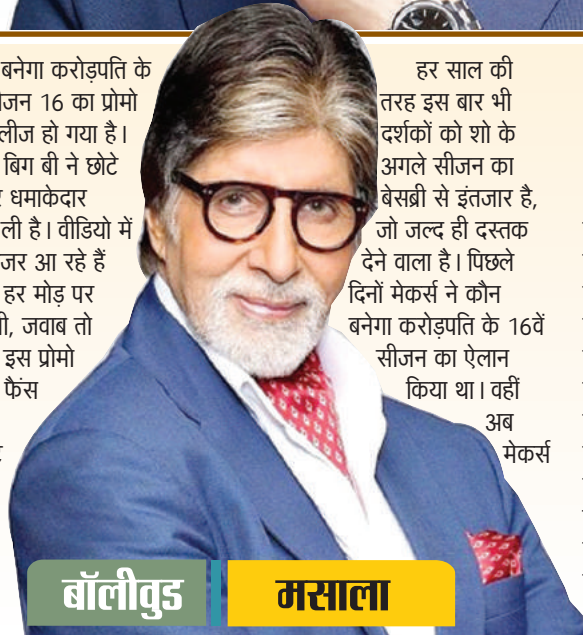 बनेगा करोड़पति के
जन 16 का प्रोमो
लीज हो गया है।
बिग बी ने छोटे
धमाकेदार
ली है। वीडियो में
जर आ रहे हैं
हर मोड़ पर
जवाब तो
इस प्रोमो
फैंस
हर साल की
तरह इस बार भी
दर्शकों को शो के
अगले सीजन का
बेसब्री से इंतजार है,
जो जल्द ही दस्तक
देने वाला है। पिछले
दिनों मेकर्स ने कौन
बनेगा करोड़पति के 16वें
सीजन का ऐलान
किया था। वहीं
अब
मेकर्स
बॉलीवुड मसाला